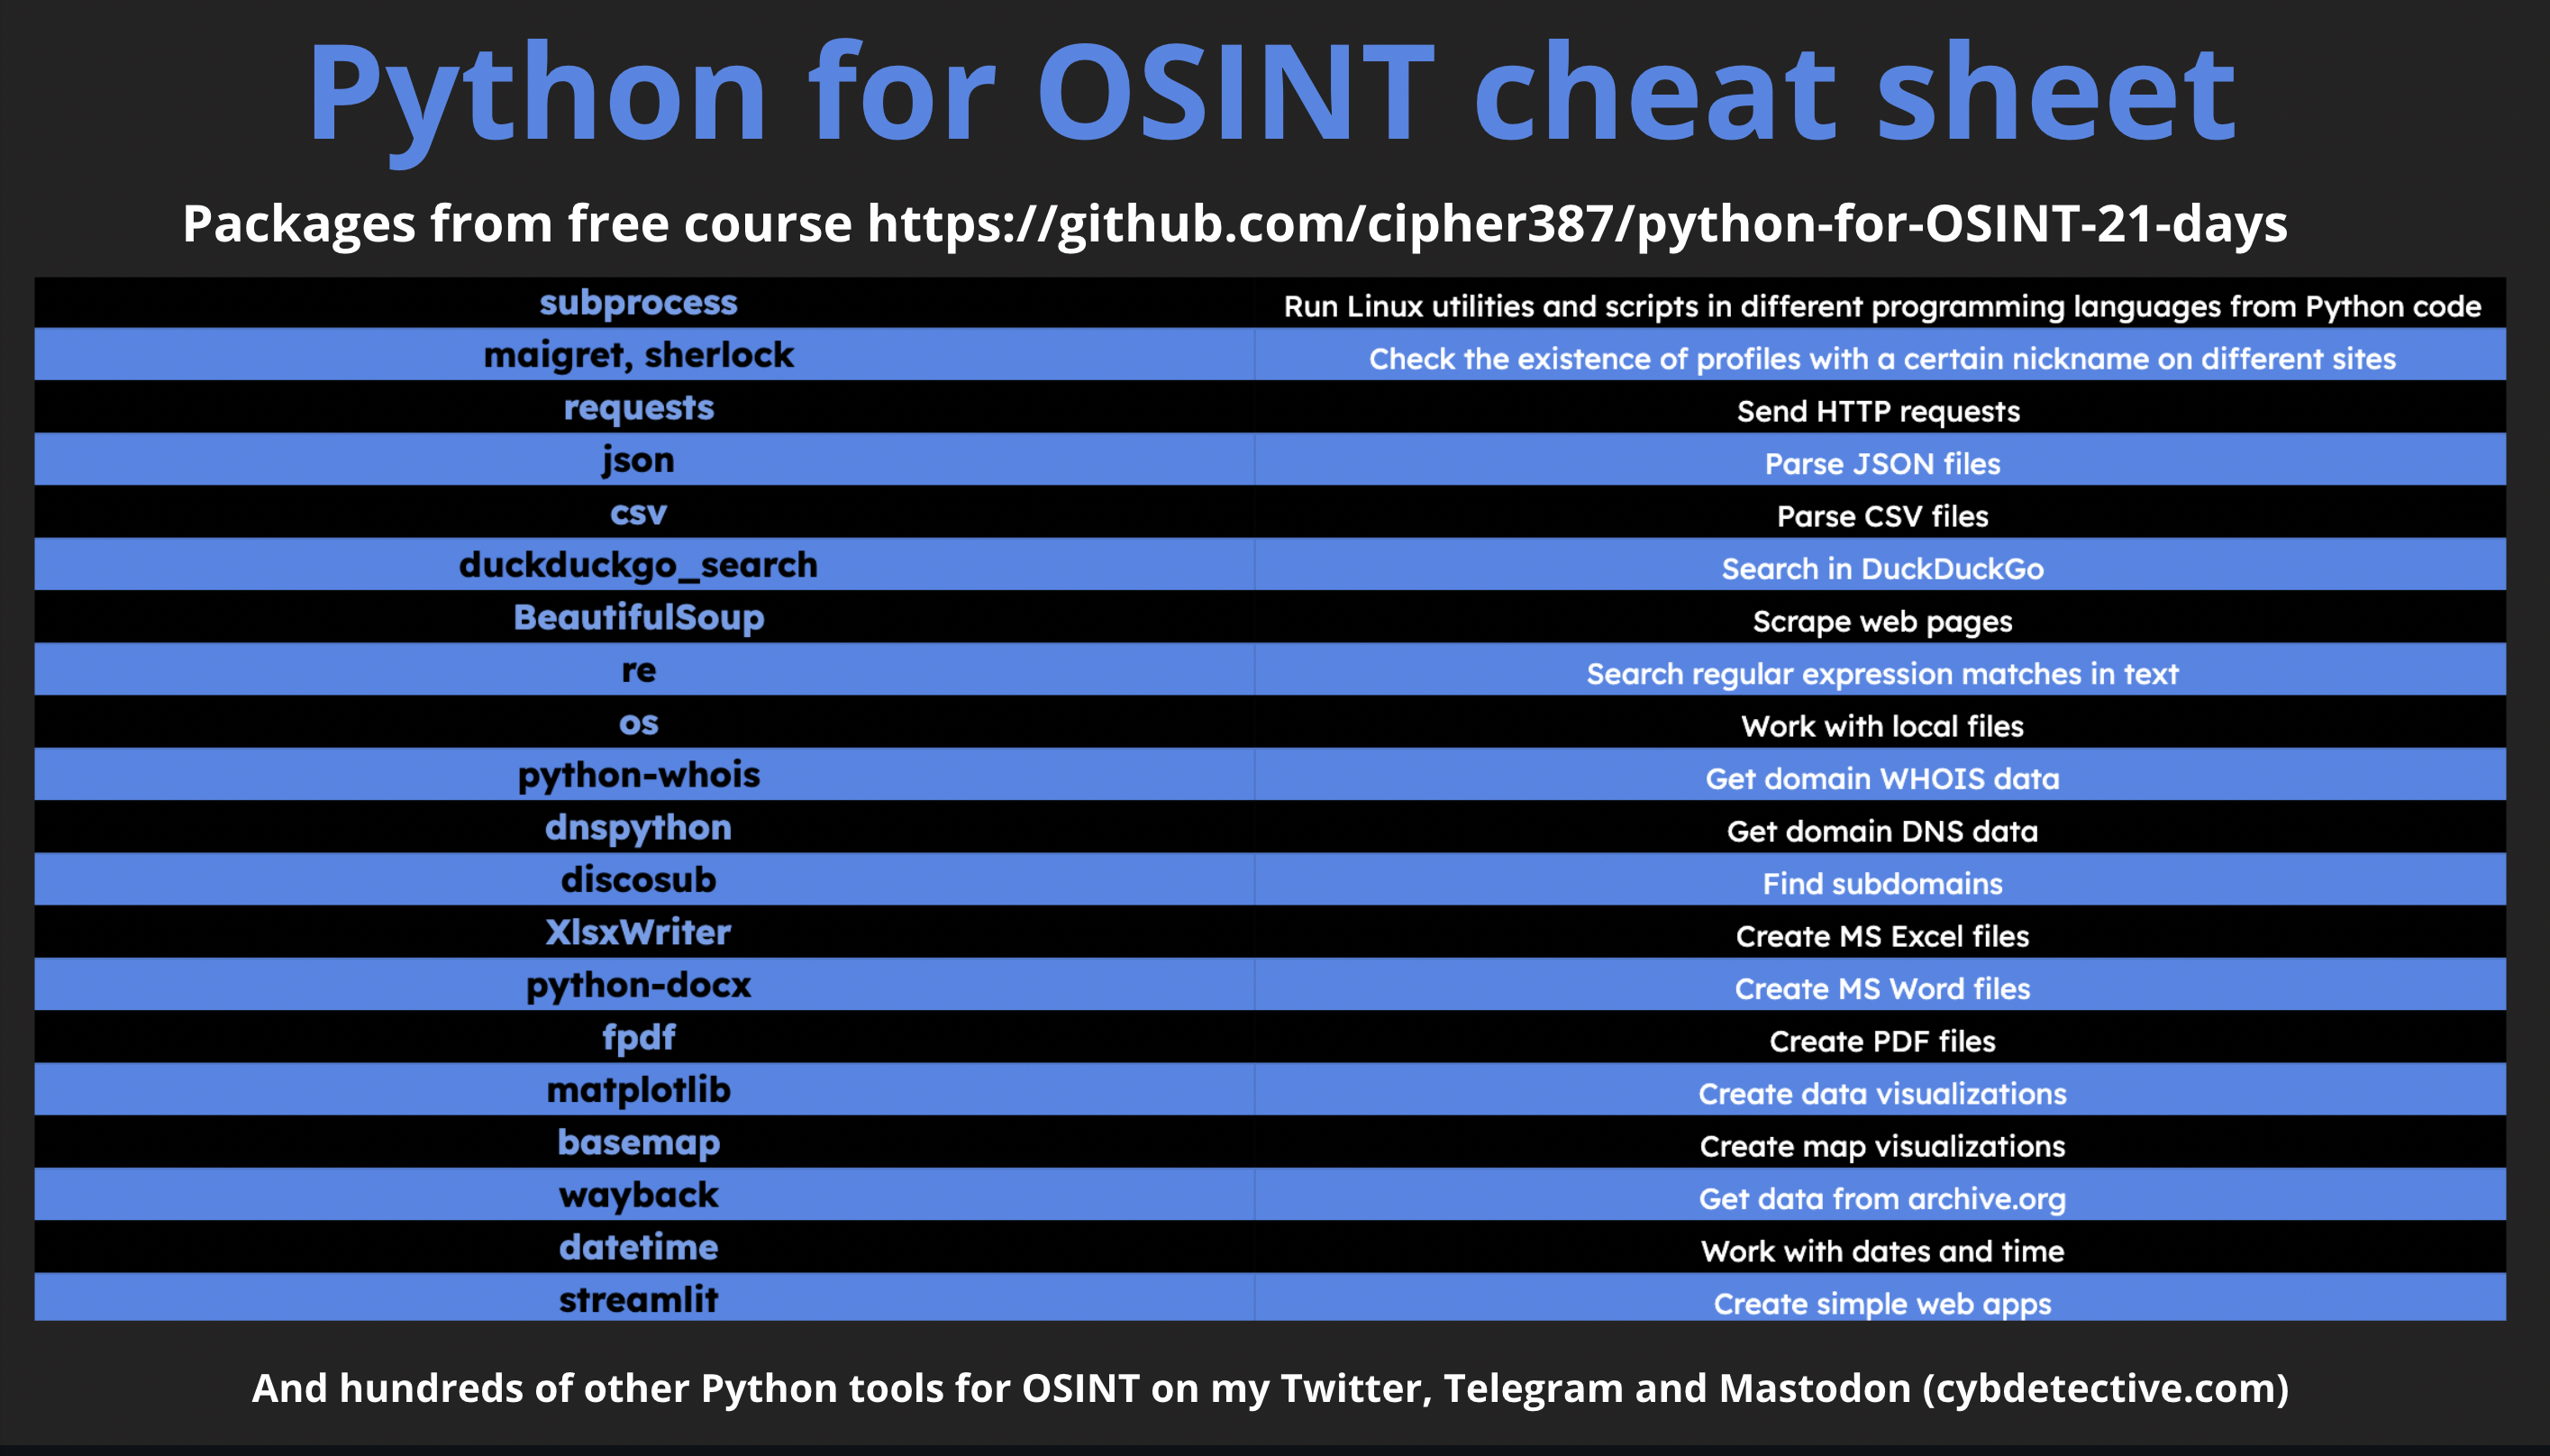 Python for OSINT cheat sheet
Packages from free course https://github.com/cipher387/python-for-OSINT-21-days
subprocess Run Linux utilities and scripts in different programming languages from Python code
maigret, sherlock Check the existence of profiles with a certain nickname on different sites
requests Send HTTP requests
json Parse JSON files
csv Parse CSV files
duckduckgo_search Search in DuckDuckGo
BeautifulSoup Scrape web pages
re Search regular expression matches in text
os Work with local files
python-whois Get domain WHOIS data
dnspython Get domain DNS data
discosub Find subdomains
XlsxWriter Create MS Excel files
python-docx Create MS Word files
fpdf Create PDF files
matplotlib Create data visualizations
basemap Create map visualizations
wayback Get data from archive.org
datetime Work with dates and time
streamlit Create simple web apps
And hundreds of other Python tools for OSINT on my Twitter, Telegram and Mastodon (cybdetective.com)